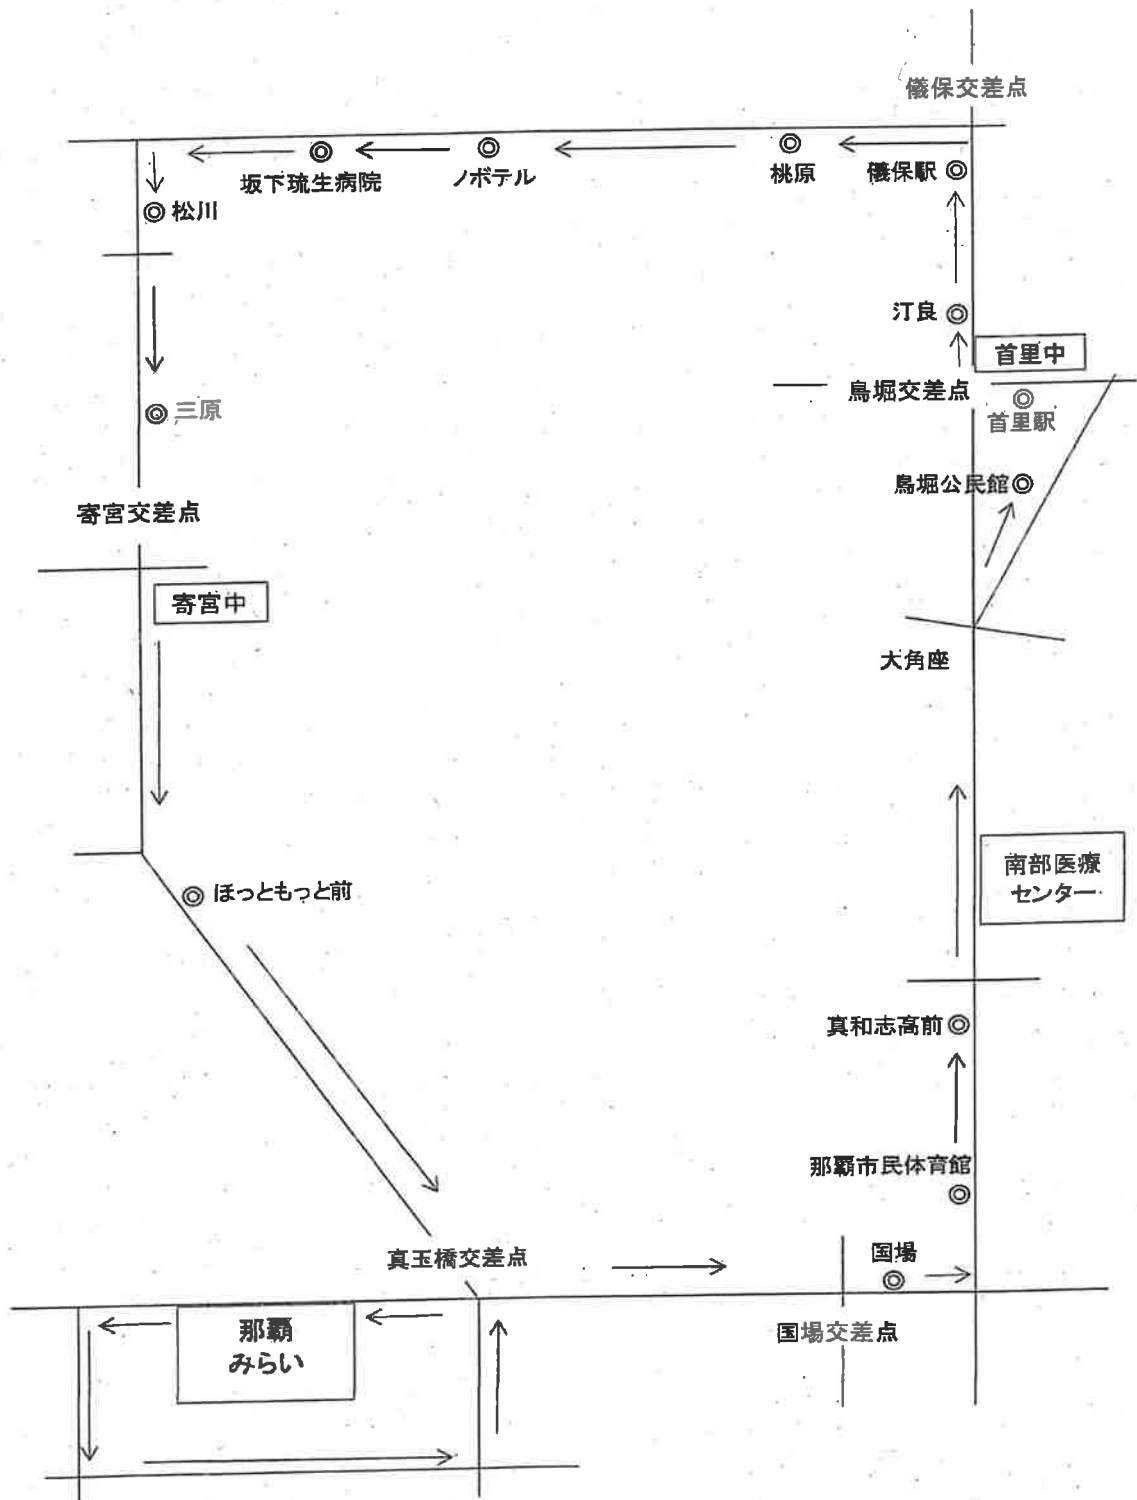 儀保交差点
坂下琉生病院
ノボテル
桃原
儀保駅
松川
汀良
首里中
鳥堀交差点
三原
首里駅
鳥堀公民館
寄宮交差点
寄宮中
大角座
南部医療
センター
ほっともっと前
真和志高前
那覇市民体育館
国場
真玉橋交差点
那覇
みらい
国場交差点